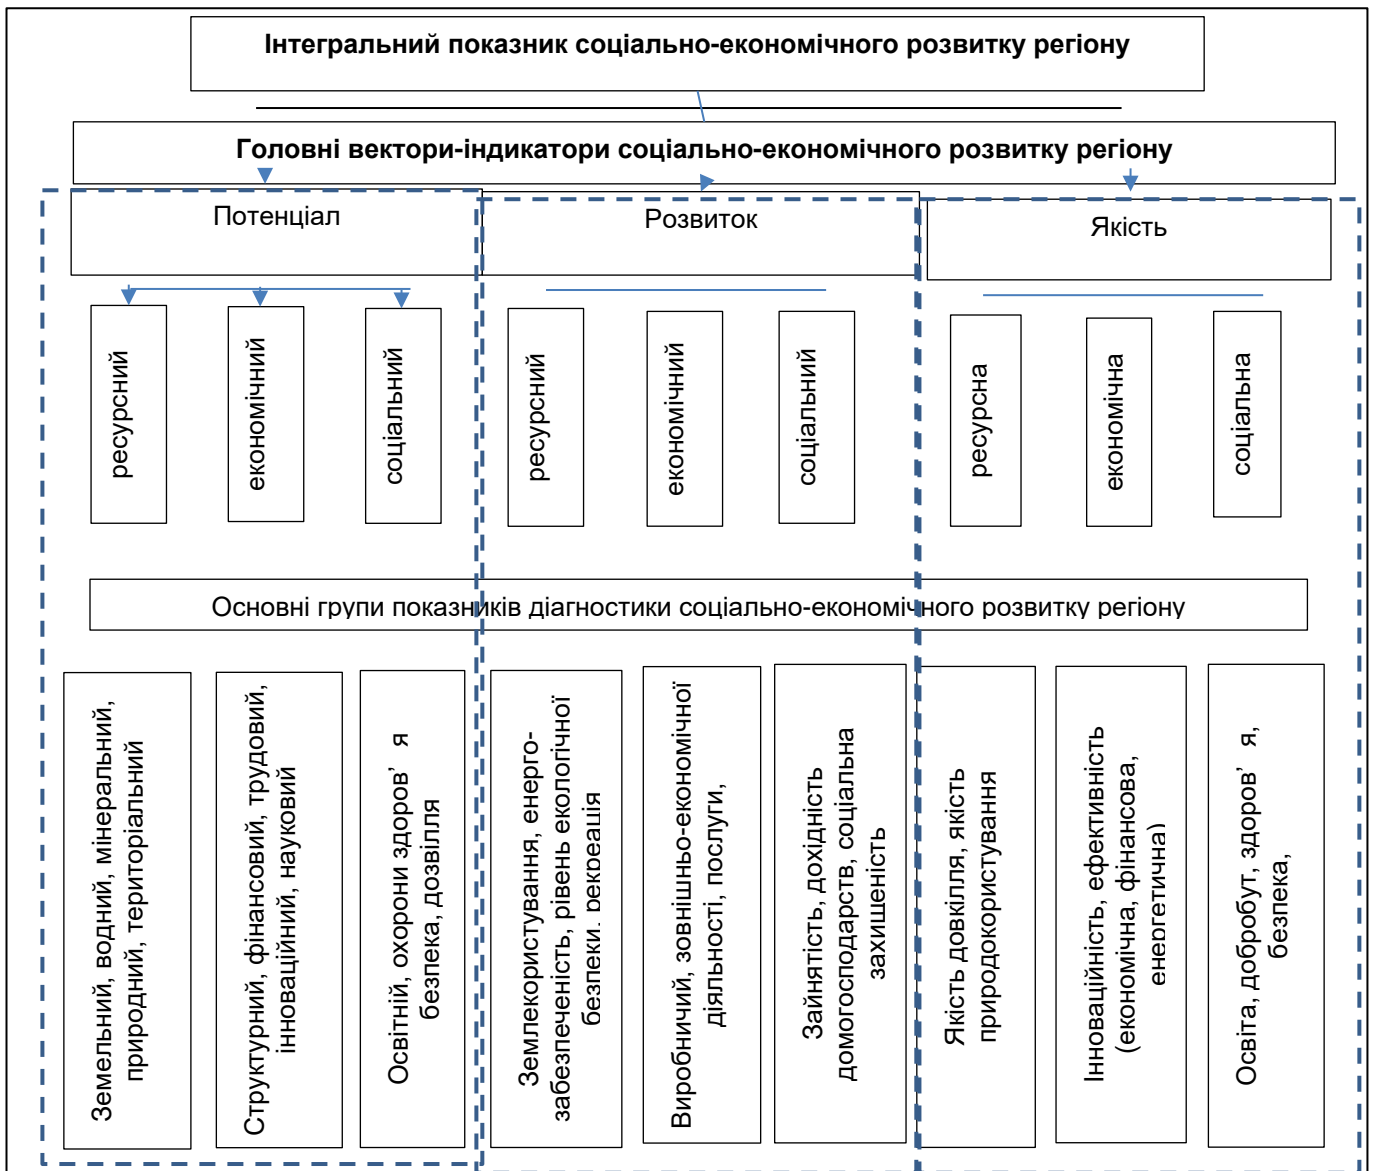 Інтегральний показник соціально-економічного розвитку регіону
Головні вектори-індикатори соціально-економічного розвитку регіону
Потенціал
Розвиток
Якість
ресурсний
економічний
соціальний
ресурсний
економічний
соціальний
ресурсна
економічна
соціальна
Основні групи показників діагностики соціально-економічного розвитку регіону
Земельний, водний, мінеральний,
природний, територіальний
Структурний, фінансовий, трудовий,
інноваційний, науковий
Освітній, охорони здоров’ я
безпека, дозвілля
Землекористування, енерго-
забезпеченість, рівень екологічної
безпеки, рекреація
Виробничий, зовнішньо-економічної
діяльності, послуги,
Зайнятість, дохідність
домогосподарств, соціальна
захищеність
Якість довкілля, якість
природокористування
Інноваційність, ефективність
(економічна, фінансова,
енергетична)
Освіта, добробут, здоров’ я,
безпека,